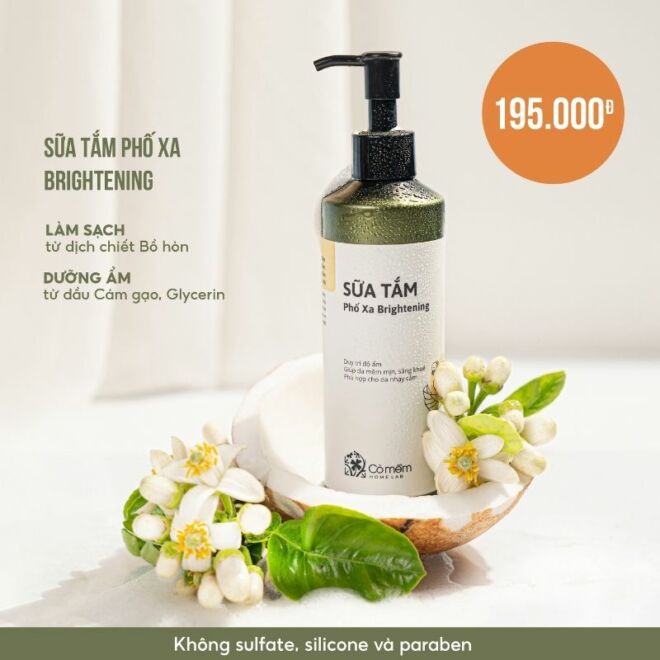 195.000Đ
SỮA TẮM PHỐ XA
BRIGHTENING
LÀM SẠCH
từ dịch chiết Bồ hòn
DƯỠNG ẨM
từ dầu Cám gạo, Glycerin
SỮA TẮM
Phố Xa Brightening
Duy trì độ ẩm
Giúp da mềm mịn, sáng khoẻ
Phù hợp cho da nhạy cảm
Cỏ mềm
HOME LAB
Không sulfate, silicone và paraben